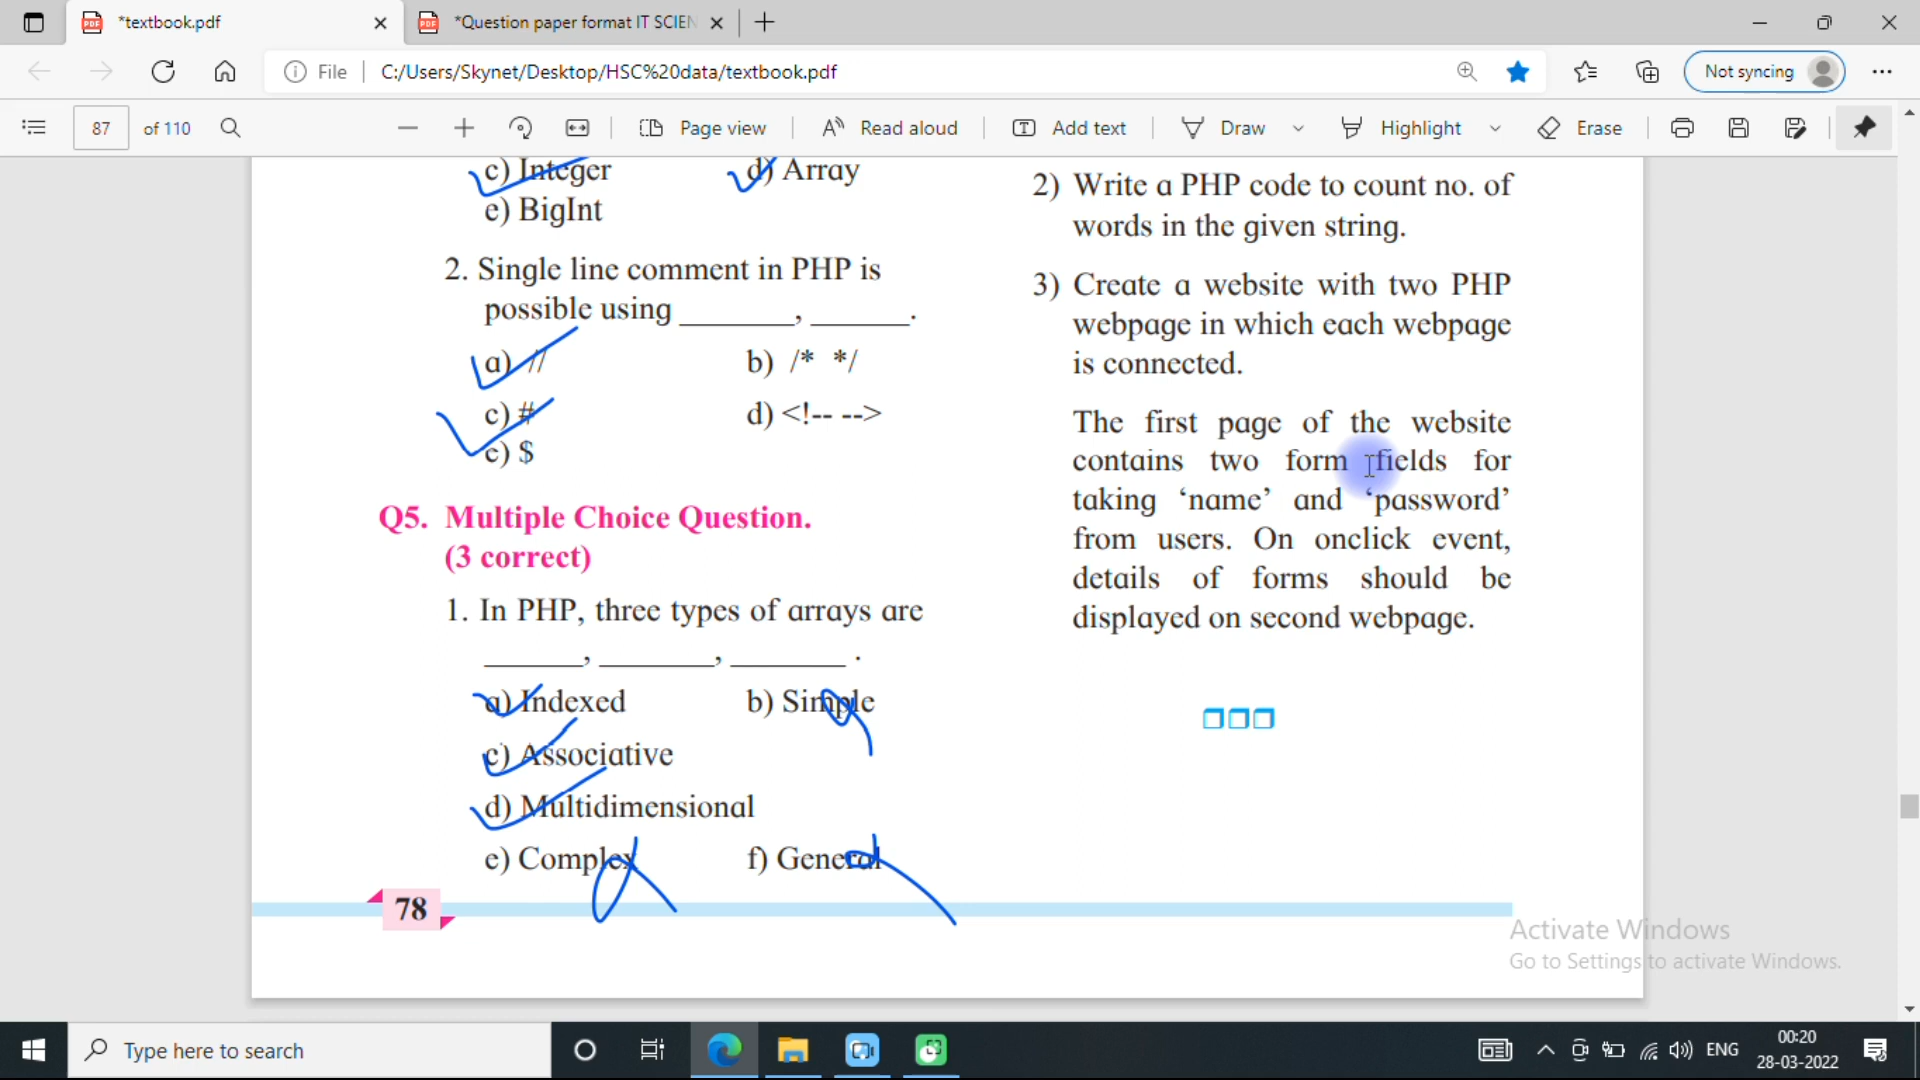 *textbook.pdf
*Question paper format IT SCIEN
File
C:/Users/Skynet/Desktop/HSC%20data/textbook.pdf
Not syncing
87
of 110
Page view
Read aloud
Add text
Draw
Highlight
Erase
c) Integer
d) Array
e) BigInt
2. Single line comment in PHP is
possible using ______, ______.
a) //
b) /* */
c) #
d) <!-- -->
e) $
Q5. Multiple Choice Question.
(3 correct)
1. In PHP, three types of arrays are
______, ______, ______ .
a) Indexed
b) Simple
c) Associative
d) Multidimensional
e) Complex
f) General
78
2) Write a PHP code to count no. of
words in the given string.
3) Create a website with two PHP
webpage in which each webpage
is connected.
The first page of the website
contains two form fields for
taking ‘name’ and ‘password’
from users. On onclick event,
details of forms should be
displayed on second webpage.
Activate Windows
Go to Settings to activate Windows.
Type here to search
ENG
00:20
28-03-2022